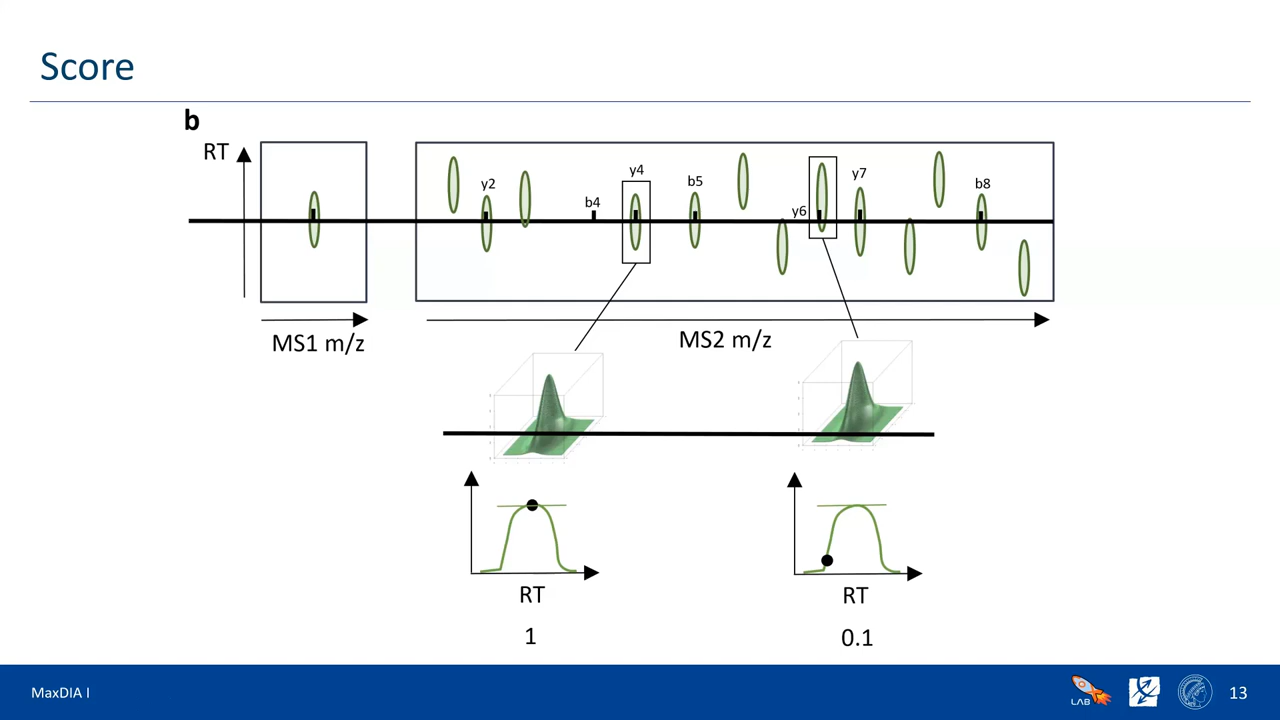 Score
b
RT
y2
b4
y4
b5
y6
y7
b8
MS1 m/z
MS2 m/z
RT
RT
1
0.1
MaxDIA I
LAB
13